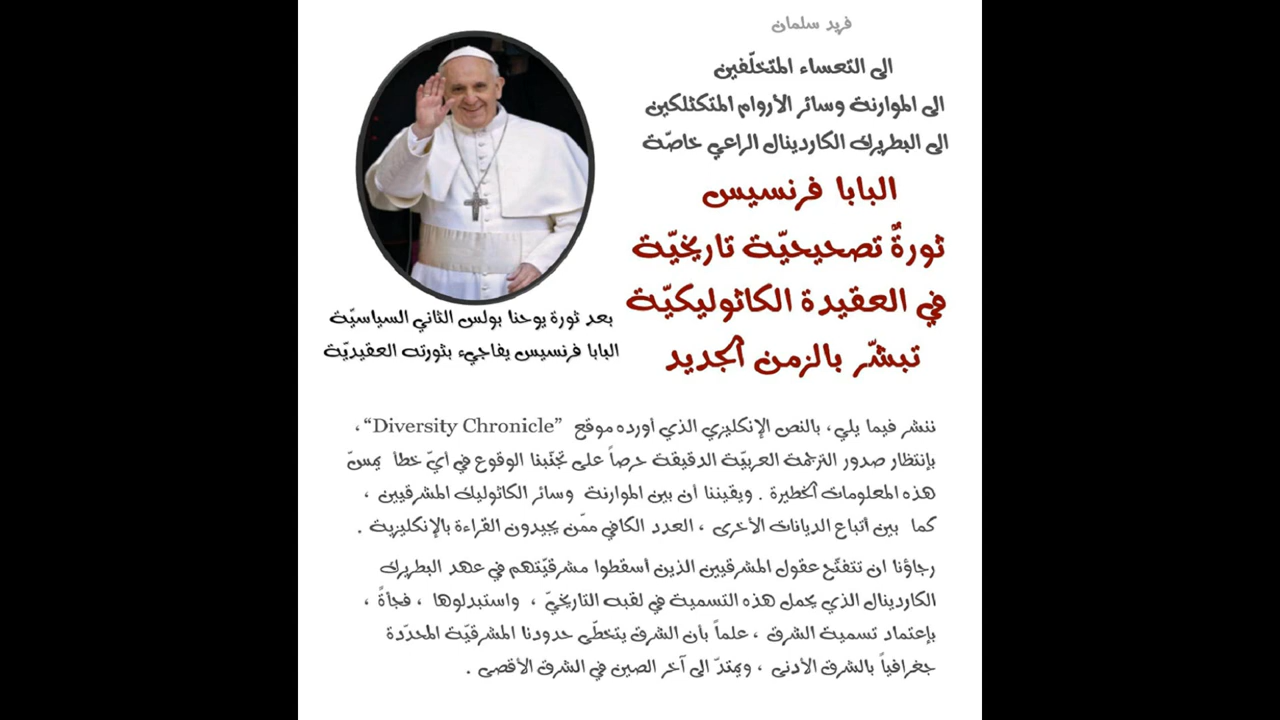 فريد سلمان
الى التعساء المتخلّفين
الى الموارنة وسائر الأروام المتكثلكين
الى البطريرك الكاردينال الراعي خاصّة
البابا فرنسيس
ثورةٌ تصحيحيّة تاريخيّة
في العقيدة الكاثوليكيّة
تبشّر بالزمن الجديد
بعد ثورة يوحنا بولس الثاني السياسيّة
البابا فرنسيس يفاجيء بثورته العقيديّة
ننشر فيما يلي، بالنص الإنكليزي الذي أورده موقع “Diversity Chronicle” ،
بإنتظار صدور الترجمة العربيّة الدقيقة حرصاً على تجنّبنا الوقوع في أيّ خطأ يمسّ
هذه المعلومات الخطيرة . ويقيننا أن بين الموارنة وسائر الكاثوليك المشرقيين ،
كما بين أتباع الديانات الأخرى ، العدد الكافي ممّن يجيدون القراءة بالإنكليزية .
رجاؤنا ان تتفتّح عقول المشرقيين الذين أسقطوا مشرقيّتهم في عهد البطريرك
الكاردينال الذي يحمل هذه التسمية في لقبه التاريخيّ ، واستبدلوها ، فجأةً ،
بإعتماد تسمية الشرق ، علماً بأن الشرق يتخطّى حدودنا المشرقيّة المحدّدة
جغرافياً بالشرق الأدنى ، ويمتدّ الى آخر الصين في الشرق الأقصى .